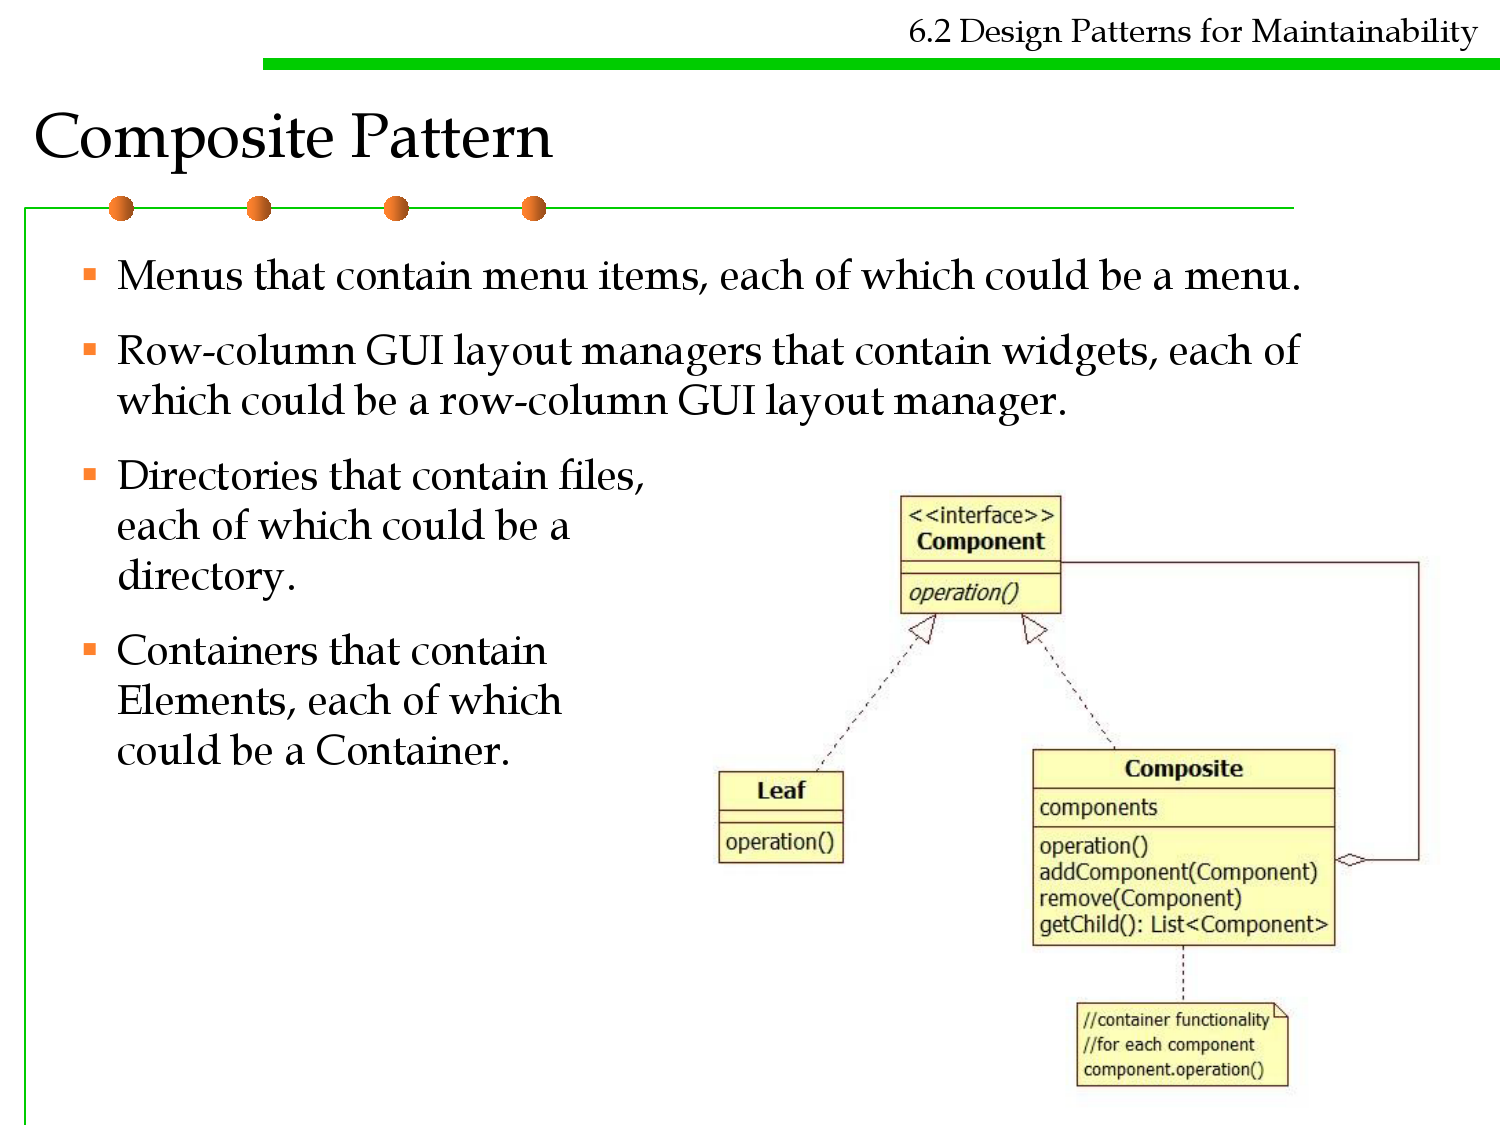 6.2 Design Patterns for Maintainability
Composite Pattern
Menus that contain menu items, each of which could be a menu.
Row-column GUI layout managers that contain widgets, each of
which could be a row-column GUI layout manager.
Directories that contain files,
each of which could be a
directory.
Containers that contain
Elements, each of which
could be a Container.
<<interface>>
Component
operation()
Leaf
operation()
Composite
components
operation()
addComponent(Component)
remove(Component)
getChild(): List<Component>
//container functionality
//for each component
component.operation()